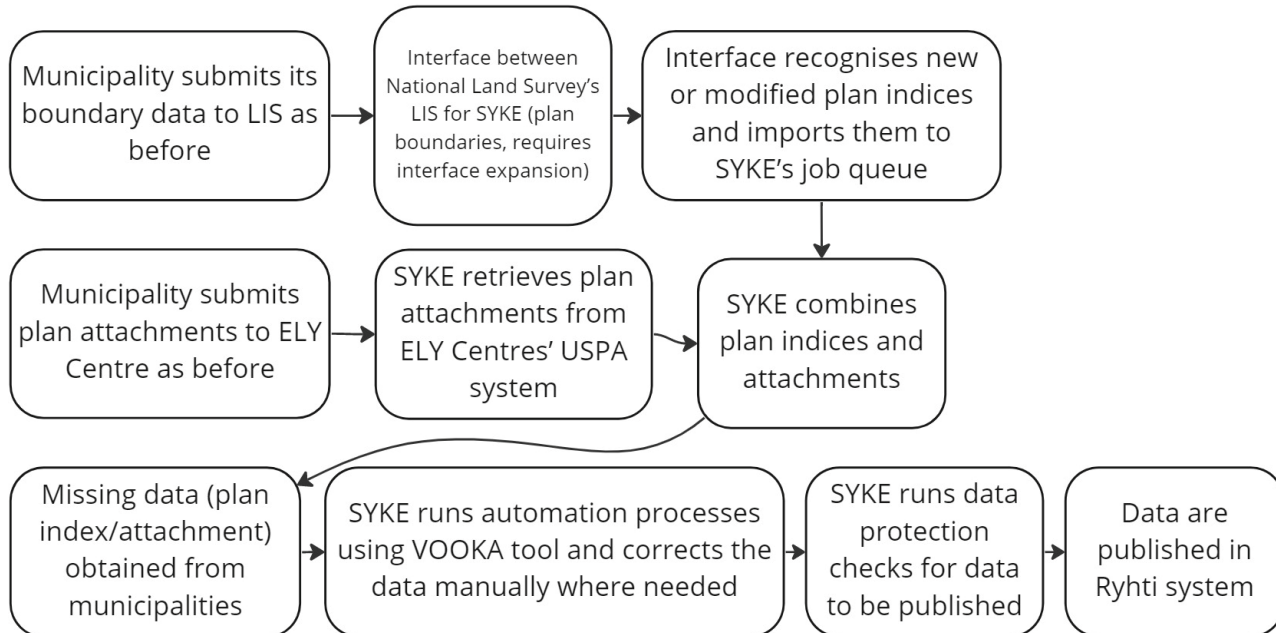 Municipality submits its
boundary data to LIS as
before
Interface between
National Land Survey’s
LIS for SYKE (plan
boundaries, requires
interface expansion)
Interface recognises new
or modified plan indices
and imports them to
SYKE’s job queue
Municipality submits
plan attachments to ELY
Centre as before
SYKE retrieves plan
attachments from
ELY Centres’ USPA
system
SYKE combines
plan indices and
attachments
Missing data (plan
index/attachment)
obtained from
municipalities
SYKE runs automation processes
using VOOKA tool and corrects the
data manually where needed
SYKE runs data
protection
checks for data
to be published
Data are
published in
Ryhti system